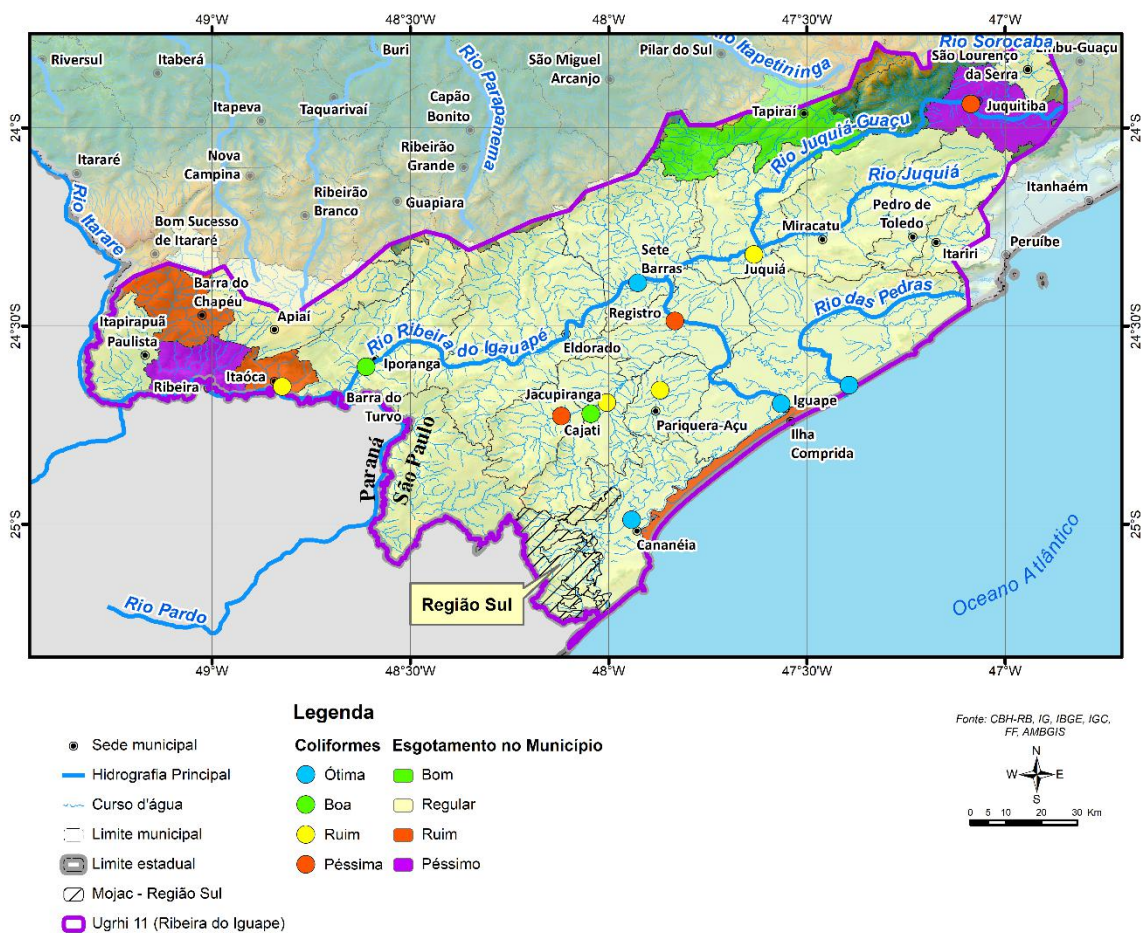 49°W
48°30'W
48°W
47°30'W
47°W
Riversul
Itaberá
Buri
Rio Parapanema
São Miguel
Arcanjo
Pilar do Sul
Rio Itapetininga
Rio Sorocaba
São Lourenço
da Serra
Embu-Guaçu
Itapeva
Taquarivaí
Capão
Bonito
Tapiraí
Juquitiba
24°S
24°S
Itararé
Nova
Campina
Ribeirão
Grande
Rio Juquiá-Guaçu
Rio Juquiá
Itanhaém
Rio Itarare
Ribeirão
Branco
Guapiara
Miracatu
Pedro de
Toledo
Bom Sucesso
de Itararé
Itariri
Peruíbe
Sete
Barras
Juquiá
Barra do
Chapéu
Rio das Pedras
Itapirapuã
Paulista
Apiaí
Registro
24°30'S
24°30'S
Rio Ribeira do Igauapé
Eldorado
Iporanga
Ribeira
Itaóca
Barra do
Turvo
Jacupiranga
Cajati
Pariquera-Açu
Iguape
Ilha
Comprida
Paraná
São Paulo
25°S
25°S
Cananéia
Região Sul
Oceano Atlântico
Rio Pardo
49°W
48°30'W
48°W
47°30'W
47°W
Legenda
Sede municipal
Hidrografia Principal
Curso d'água
Limite municipal
Limite estadual
Mojac - Região Sul
Ugrhi 11 (Ribeira do Iguape)
Coliformes
Ótima
Boa
Ruim
Péssima
Esgotamento no Município
Bom
Regular
Ruim
Péssimo
Fonte: CBH-RB, IG, IBGE, IGC,
FF, AMBGIS
N
W E
S
0 5 10 20 30 Km